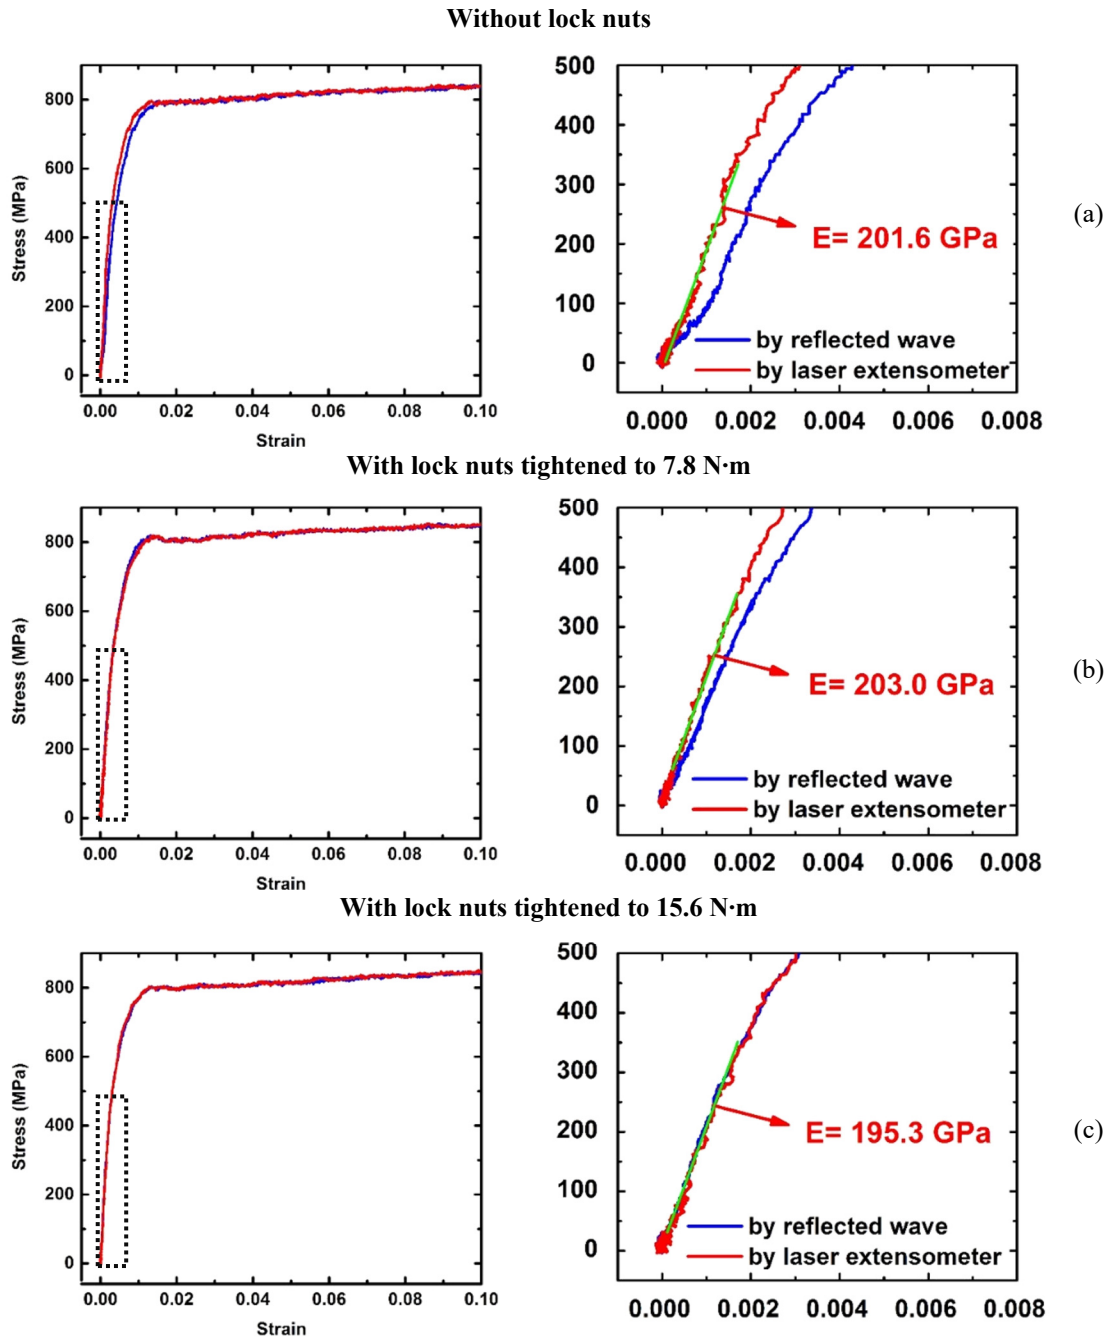 Without lock nuts
800
600
400
200
0
Stress (MPa)
0.00 0.02 0.04 0.06 0.08 0.10
Strain
500
400
300
200
100
0
E= 201.6 GPa
by reflected wave
by laser extensometer
0.000 0.002 0.004 0.006 0.008
(a)
With lock nuts tightened to 7.8 N·m
800
600
400
200
0
Stress (MPa)
0.00 0.02 0.04 0.06 0.08 0.10
Strain
500
400
300
200
100
0
E= 203.0 GPa
by reflected wave
by laser extensometer
0.000 0.002 0.004 0.006 0.008
(b)
With lock nuts tightened to 15.6 N·m
800
600
400
200
0
Stress (MPa)
0.00 0.02 0.04 0.06 0.08 0.10
Strain
500
400
300
200
100
0
E= 195.3 GPa
by reflected wave
by laser extensometer
0.000 0.002 0.004 0.006 0.008
(c)